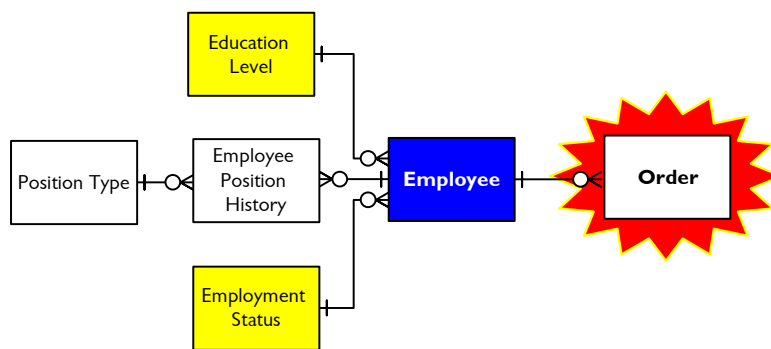 Education
Level
Position Type
Employee
Position
History
Employee
Order
Employment
Status